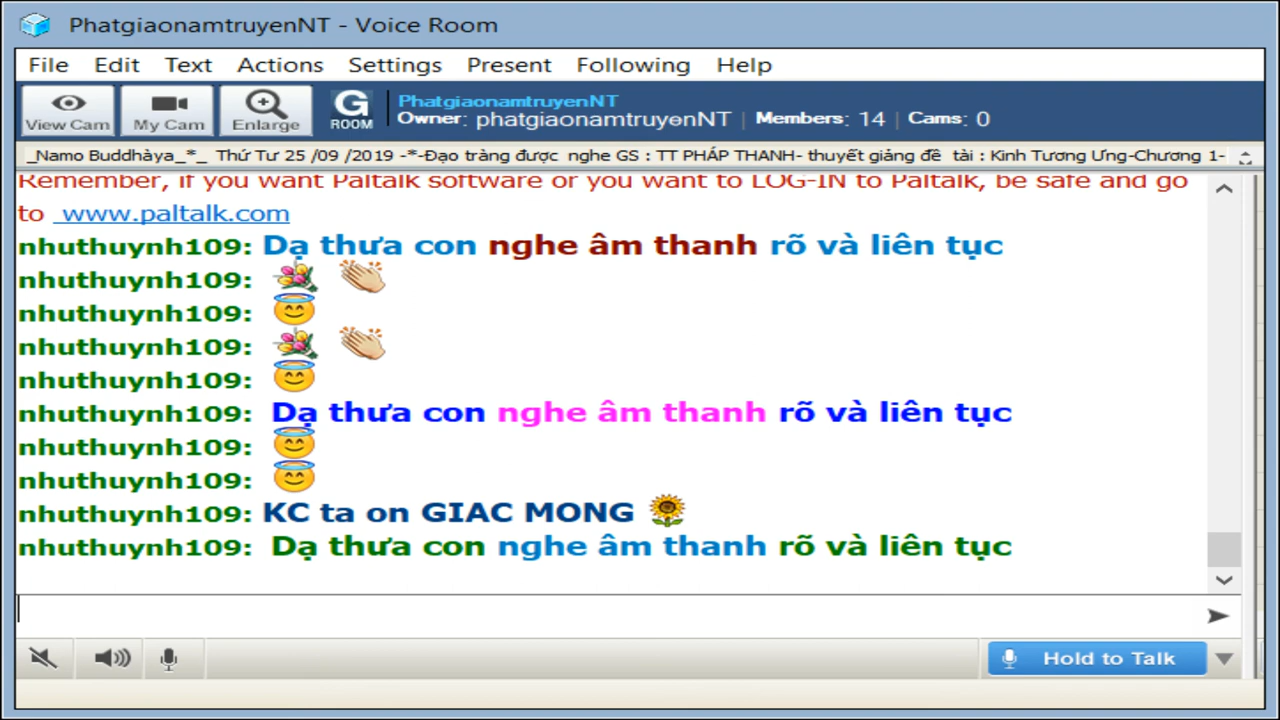 PhatgiaonamtruyenNT - Voice Room
File Edit Text Actions Settings Present Following Help
View Cam My Cam Enlarge G ROOM PhatgiaonamtruyenNT
Owner: phatgiaonamtruyenNT | Members: 14 | Cams: 0
_Namo Buddhàya_*_ Thứ Tư 25 /09 /2019 -*-Đạo tràng được nghe GS : TT PHÁP THANH- thuyết giảng đề tài : Kinh Tương Ưng-Chương 1-
Remember, if you want Paltalk software or you want to LOG-IN to Paltalk, be safe and go
to www.paltalk.com
nhuthuynh109: Dạ thưa con nghe âm thanh rõ và liên tục
nhuthuynh109:
nhuthuynh109:
nhuthuynh109:
nhuthuynh109:
nhuthuynh109: Dạ thưa con nghe âm thanh rõ và liên tục
nhuthuynh109:
nhuthuynh109:
nhuthuynh109: KC ta on GIAC MONG 🌻
nhuthuynh109: Dạ thưa con nghe âm thanh rõ và liên tục
Hold to Talk